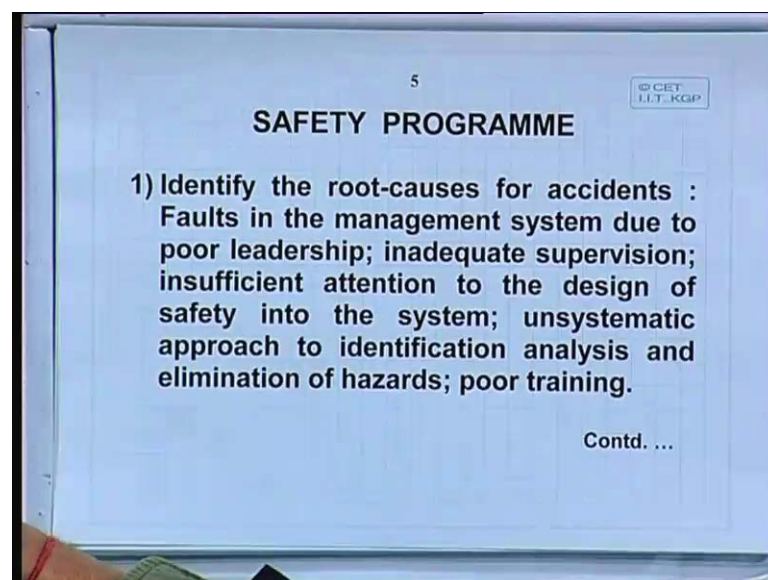 5
© CET
I.I.T. KGP
SAFETY PROGRAMME
1) Identify the root-causes for accidents :
Faults in the management system due to
poor leadership; inadequate supervision;
insufficient attention to the design of
safety into the system; unsystematic
approach to identification analysis and
elimination of hazards; poor training.
Contd. ...